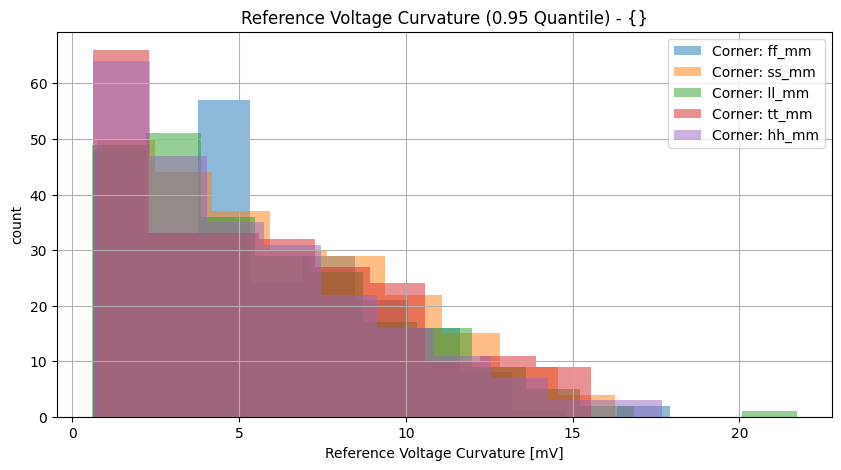 Reference Voltage Curvature (0.95 Quantile) - {}
Corner: ff_mm
Corner: ss_mm
Corner: ll_mm
Corner: tt_mm
Corner: hh_mm
count
60
50
40
30
20
10
0
0 5 10 15 20
Reference Voltage Curvature [mV]